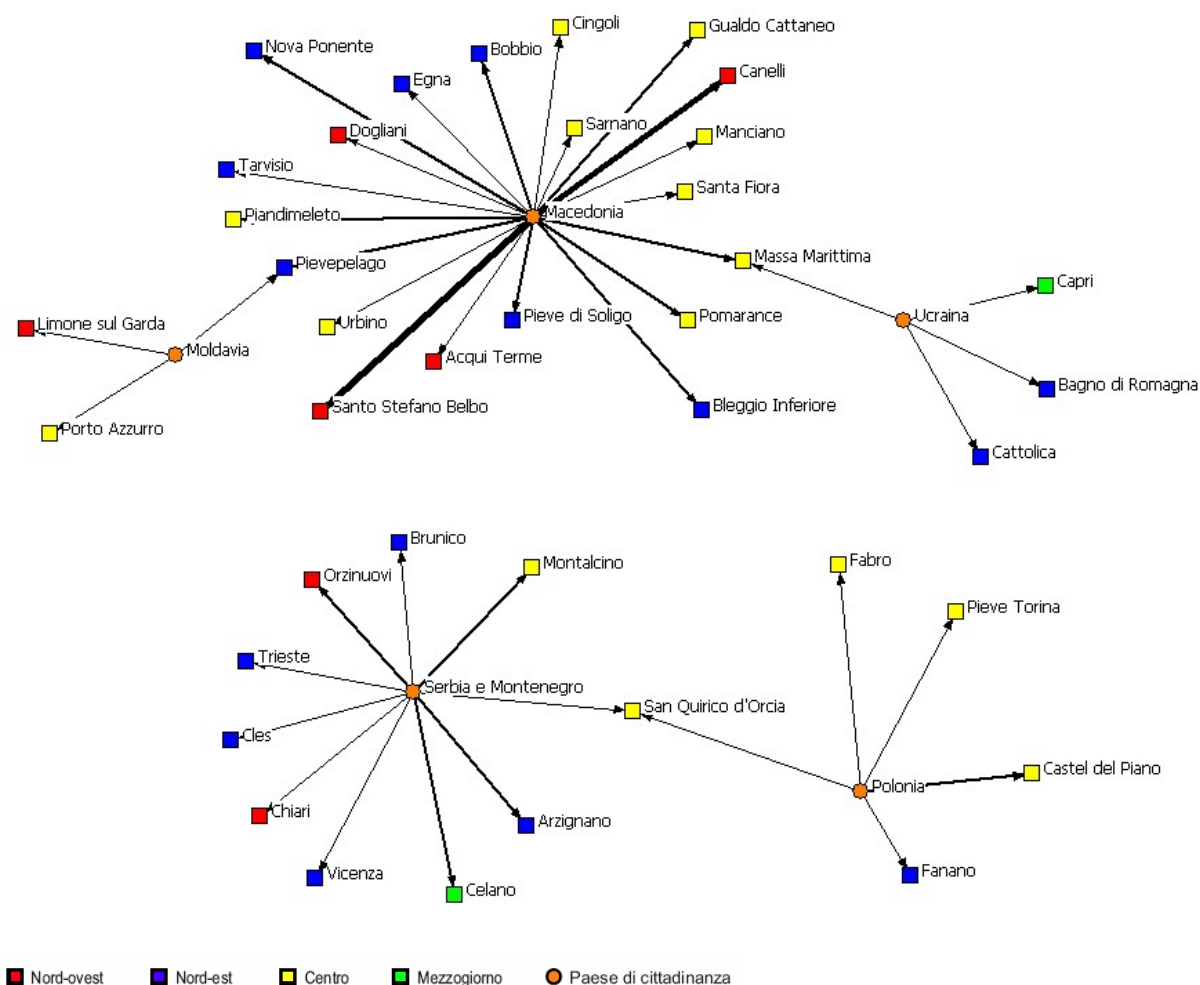 Cingoli
Gualdo Cattaneo
Nova Ponente
Bobbio
Canelli
Egna
Sarnano
Dogliani
Manciano
Tarvisio
Santa Fiora
Piandimeleto
Macedonia
Pievepelago
Massa Marittima
Capri
Limone sul Garda
Urbino
Pieve di Soligo
Pomarance
Ucraina
Moldavia
Acqui Terme
Bagno di Romagna
Santo Stefano Belbo
Bleggio Inferiore
Porto Azzurro
Cattolica
Brunico
Orzinuovi
Montalcino
Fabro
Pieve Torina
Trieste
Serbia e Montenegro
San Quirico d'Orcia
Cles
Castel del Piano
Polonia
Chiari
Arzignano
Vicenza
Celano
Fanano
Nord-ovest Nord-est Centro Mezzogiorno Paese di cittadinanza